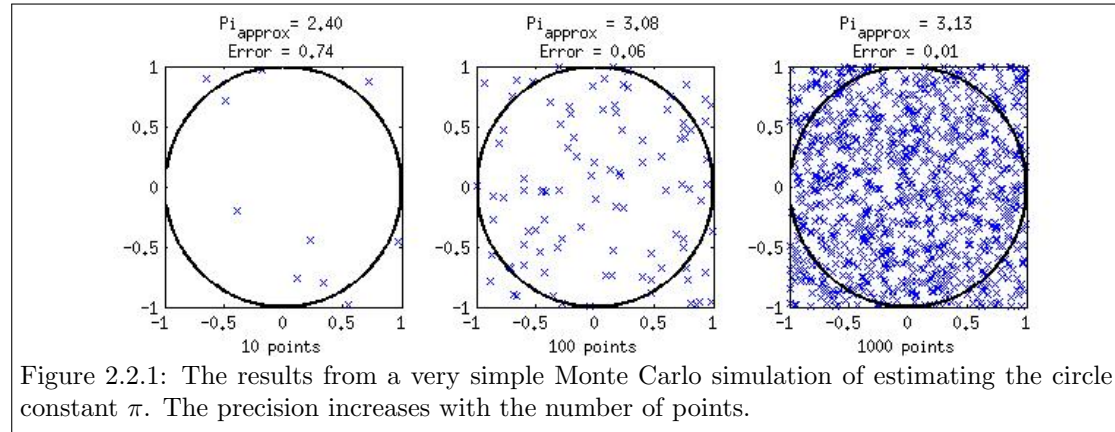 Pi_approx = 2.40
Error = 0.74
1
0.5
0
-0.5
-1
-1
-0.5
0
0.5
1
10 points
Pi_approx = 3.08
Error = 0.06
1
0.5
0
-0.5
-1
-1
-0.5
0
0.5
1
100 points
Pi_approx = 3.13
Error = 0.01
1
0.5
0
-0.5
-1
-1
-0.5
0
0.5
1
1000 points
Figure 2.2.1: The results from a very simple Monte Carlo simulation of estimating the circle
constant π. The precision increases with the number of points.